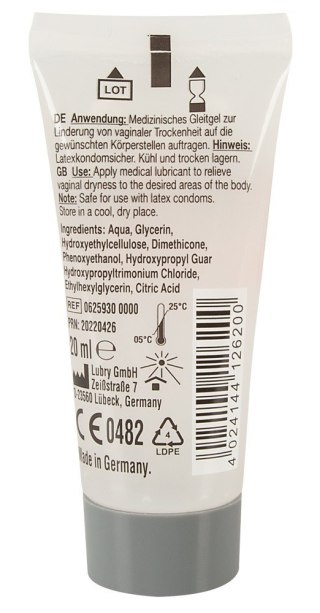 LOT
DE Anwendung: Medizinisches Gleitgel zur
Linderung von vaginaler Trockenheit auf die
gewünschten Körperstellen auftragen. Hinweis:
Latexkondomsicher. Kühl und trocken lagern.
GB Use: Apply medical lubricant to relieve
vaginal dryness to the desired areas of the body.
Note: Safe for use with latex condoms.
Store in a cool, dry place.
Ingredients: Aqua, Glycerin,
Hydroxyethylcellulose, Dimethicone,
Phenoxyethanol, Hydroxypropyl Guar
Hydroxypropyltrimonium Chloride,
Ethylhexylglycerin, Citric Acid
REF 0625930 0000
PRN: 20220426
25°C
05°C
20 ml e
Lubry GmbH
Zeißstraße 7
D-23560 Lübeck, Germany
CE 0482
4
LDPE
Made in Germany.
4 024144 126200